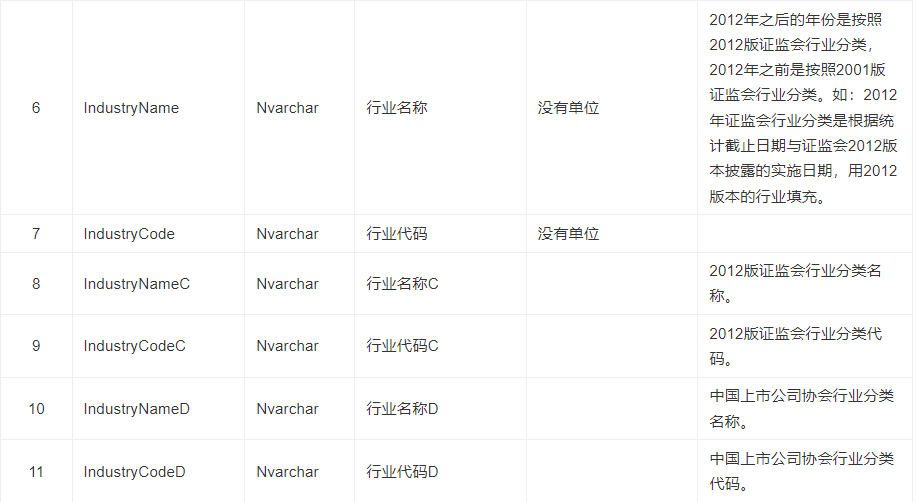 2012年之后的年份是按照
2012版证监会行业分类，
2012年之前是按照2001版
证监会行业分类。如：2012
6 IndustryName Nvarchar 行业名称 没有单位
年证监会行业分类是根据统
计截止日期与证监会2012版
本披露的实施日期，用2012
版本的行业填充。
7 IndustryCode Nvarchar 行业代码 没有单位
8 IndustryNameC Nvarchar 行业名称C
2012版证监会行业分类名
称。
9 IndustryCodeC Nvarchar 行业代码C
2012版证监会行业分类代
码。
10 IndustryNameD Nvarchar 行业名称D
中国上市公司协会行业分类
名称。
11 IndustryCodeD Nvarchar 行业代码D
中国上市公司协会行业分类
代码。